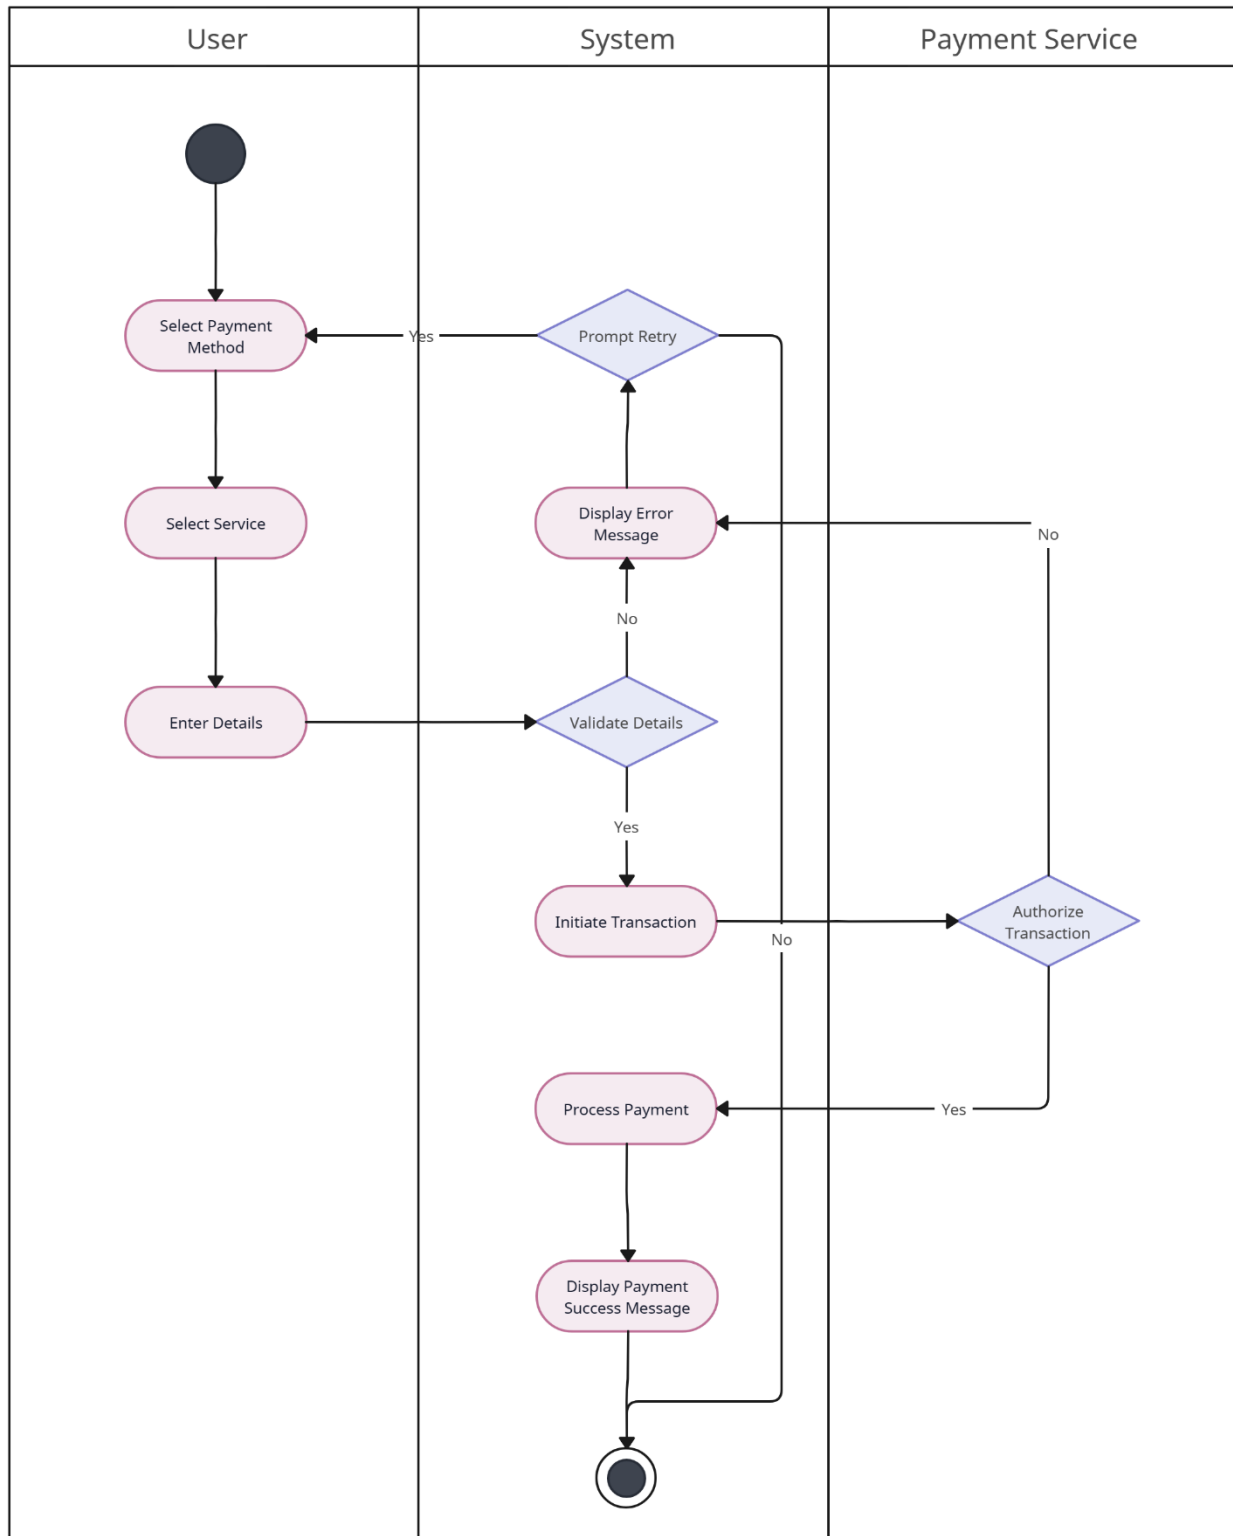 User
System
Payment Service
Select Payment
Method
Yes
Prompt Retry
Select Service
Display Error
Message
No
No
Enter Details
Validate Details
Yes
Initiate Transaction
No
Authorize
Transaction
Process Payment
Yes
Display Payment
Success Message